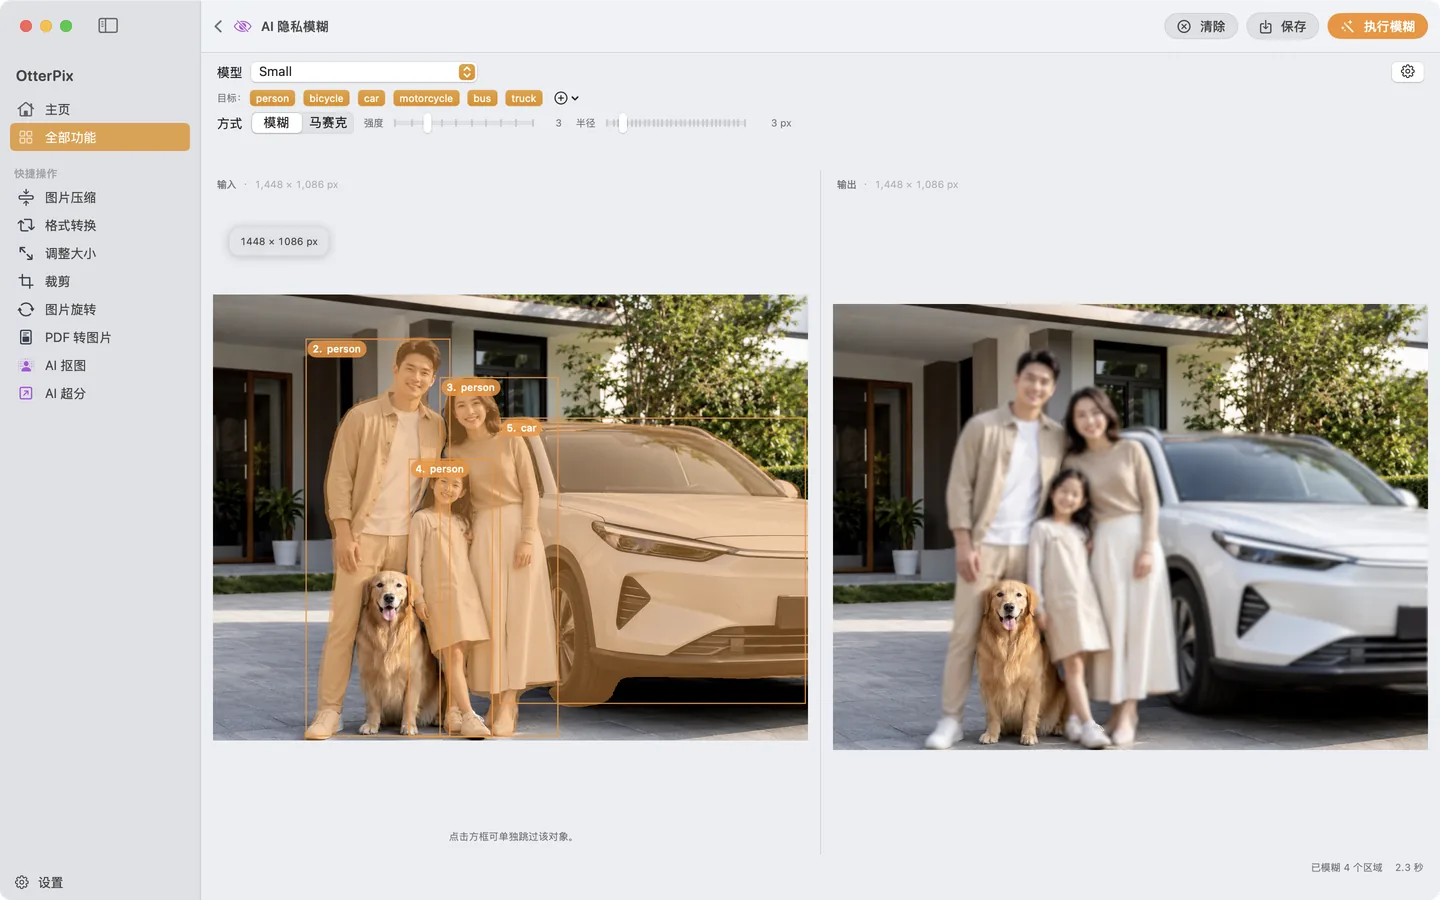 AI 隐私模糊
清除
保存
执行模糊
OtterPix
主页
全部功能
快捷操作
图片压缩
格式转换
调整大小
裁剪
图片旋转
PDF 转图片
AI 抠图
AI 超分
设置
模型 Small
目标: person bicycle car motorcycle bus truck
方式 模糊 马赛克 强度 3 半径 3 px
输入 · 1,448 × 1,086 px
1448 × 1086 px
2. person
3. person
5. car
4. person
点击方框可单独跳过该对象。
输出 · 1,448 × 1,086 px
已模糊 4 个区域 2.3 秒